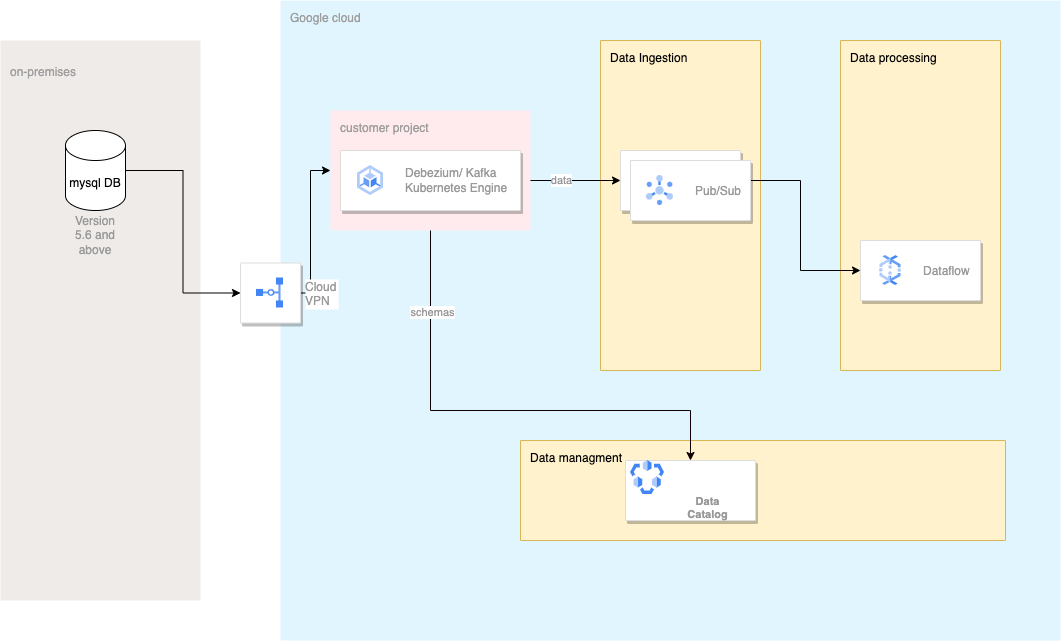 Google cloud
on-premises
mysql DB
Version
5.6 and
above
Cloud
VPN
customer project
Debezium/ Kafka
Kubernetes Engine
data
schemas
Data Ingestion
Pub/Sub
Data processing
Dataflow
Data managment
Data
Catalog